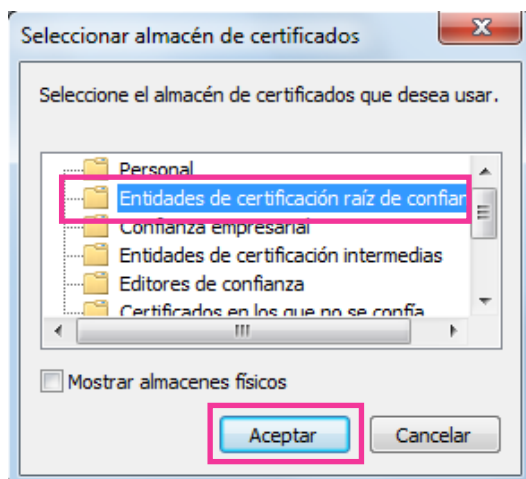 Seleccionar almacén de certificados
Seleccione el almacén de certificados que desea usar.
Personal
Entidades de certificación raíz de confian
Confianza empresarial
Entidades de certificación intermedias
Editores de confianza
Certificados en los que no se confía
Mostrar almacenes físicos
Aceptar
Cancelar